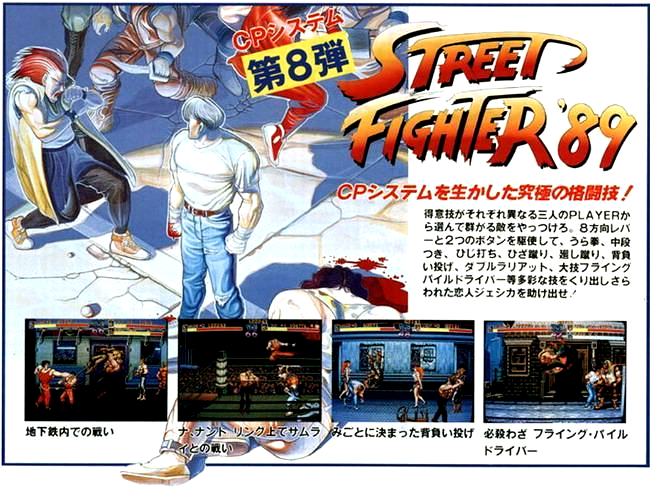 CPシステム
第8弾
STREET
FIGHTER '89
CPシステムを生かした究極の格闘技!
得意技がそれぞれ異なる三人のPLAYERか
ら選んで群がる敵をやっつけろ。8方向レバ
ーと2つのボタンを駆使して、うら拳、中段
つき、ひじ打ち、ひざ蹴り、廻し蹴り、背負
い投げ、ダブルラリアット、大技フライング
パイルドライバー等多彩な技をくり出しさら
われた恋人ジェシカを助け出せ!
地下鉄内での戦い
ナ、ナント リング上でサムラ
イとの戦い
みごとに決まった背負い投げ
必殺わざ フライング・パイル
ドライバー